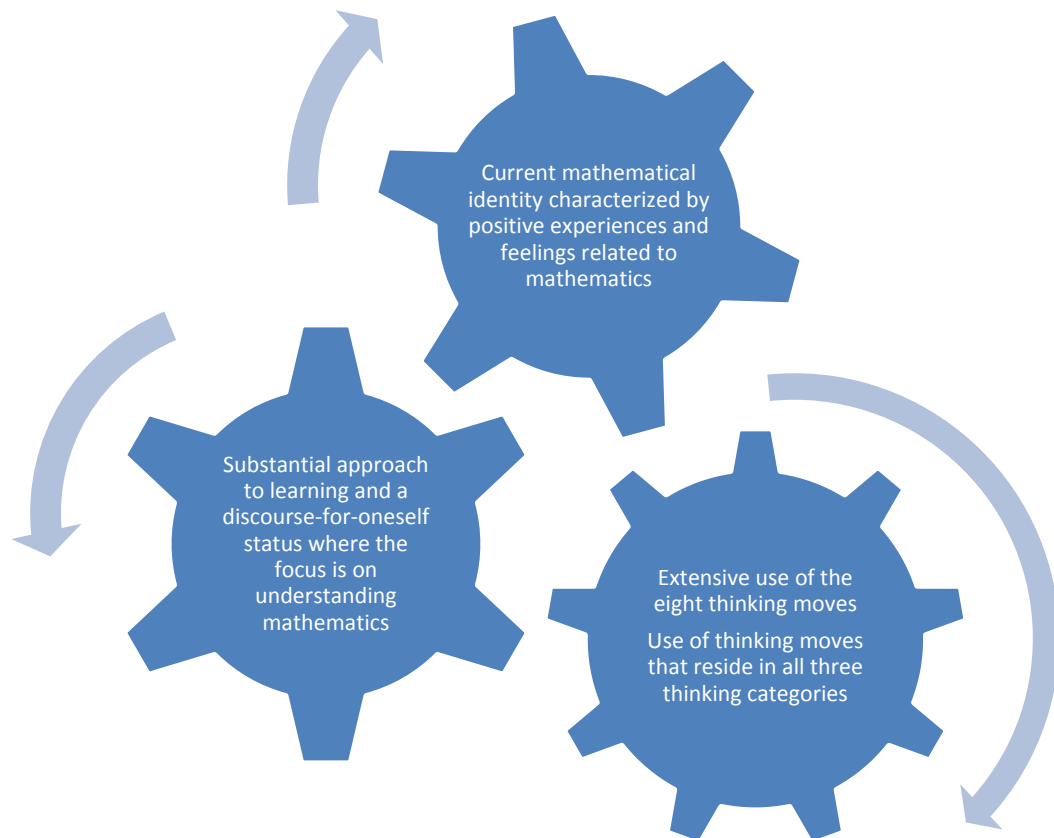 Current mathematical
identity characterized by
positive experiences and
feelings related to
mathematics
Substantial approach
to learning and a
discourse-for-oneself
status where the
focus is on
understanding
mathematics
Extensive use of the
eight thinking moves
Use of thinking moves
that reside in all three
thinking categories